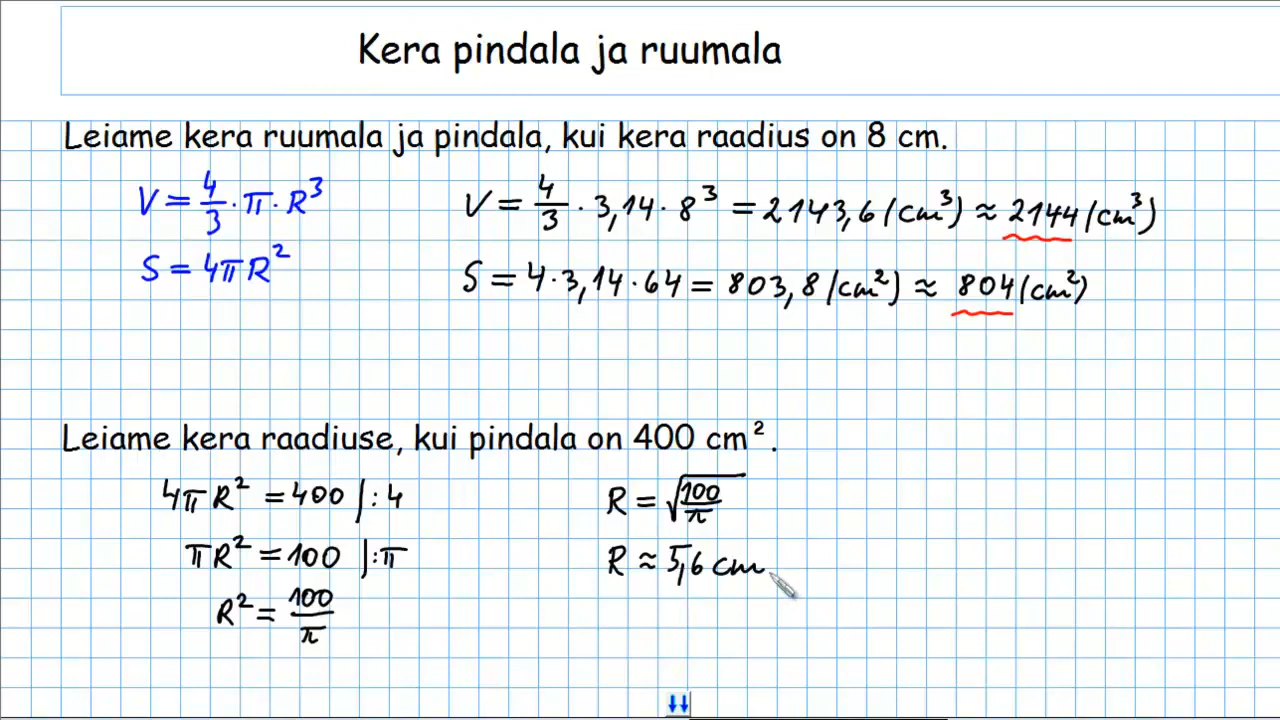 Kera pindala ja ruumala
Leiame kera ruumala ja pindala, kui kera raadius on 8 cm.
V = 4/3 · π · R³
S = 4πR²
V = 4/3 · 3,14 · 8³ = 2143,6 (cm³) ≈ 2144 (cm³)
S = 4 · 3,14 · 64 = 803,8 (cm²) ≈ 804 (cm²)
Leiame kera raadiuse, kui pindala on 400 cm².
4πR² = 400 | : 4
πR² = 100 | : π
R² = 100/π
R = √(100/π)
R ≈ 5,6 cm